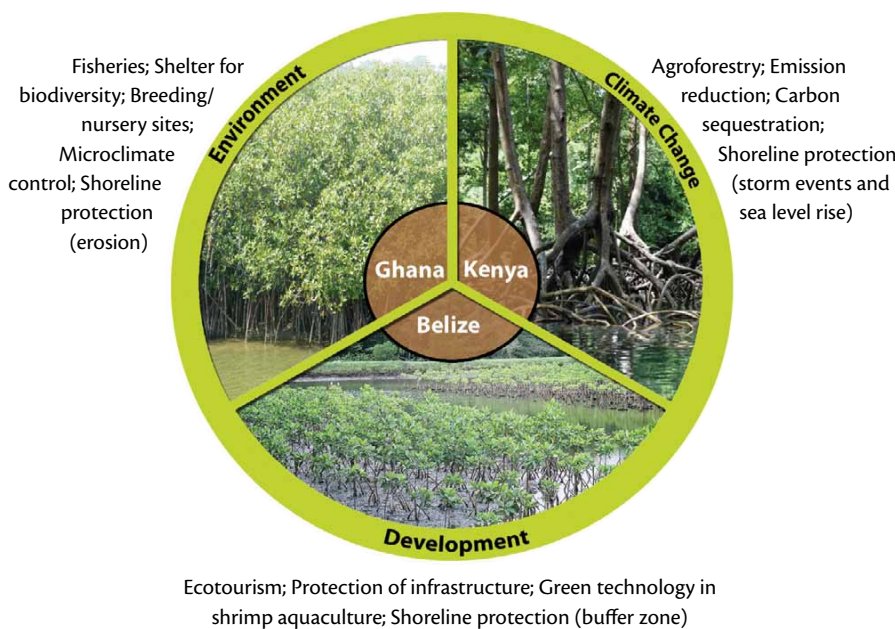 Fisheries; Shelter for
biodiversity; Breeding/
nursery sites;
Microclimate
control; Shoreline
protection
(erosion)
Environment
Climate Change
Agroforestry; Emission
reduction; Carbon
sequestration;
Shoreline protection
(storm events and
sea level rise)
Ghana
Kenya
Belize
Development
Ecotourism; Protection of infrastructure; Green technology in
shrimp aquaculture; Shoreline protection (buffer zone)